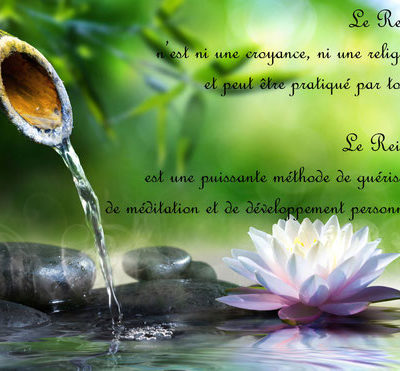 Le Re
n'est ni une croyance, ni une relig
et peut être pratiqué par to
Le Rei
est une puissante méthode de guéris
de méditation et de développement personn